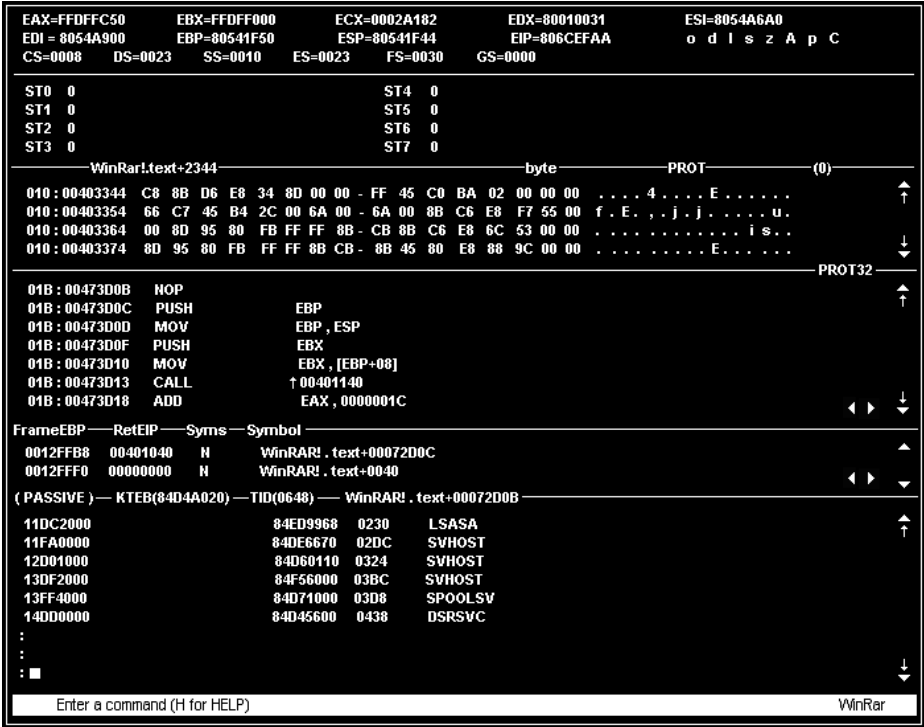 EAX=FFDFFC50 EBX=FFDFF000 ECX=0002A182 EDX=80010031 ESI=8054A6A0
EDI = 8054A900 EBP=80541F50 ESP=80541F44 EIP=806CEFAA o d I s z A p C
CS=0008 DS=0023 SS=0010 ES=0023 FS=0030 GS=0000
ST0 0 ST4 0
ST1 0 ST5 0
ST2 0 ST6 0
ST3 0 ST7 0
WinRar!.text+2344 byte PROT (0)
010 : 00403344 C8 8B D6 E8 34 8D 00 00 - FF 45 C0 BA 02 00 00 00 . . . . 4 . . . . E . . . . . .
010 : 00403354 66 C7 45 B4 2C 00 6A 00 - 6A 00 8B C6 E8 F7 55 00 f . E . , . j . j . . . . . u .
010 : 00403364 00 8D 95 80 FB FF FF 8B - CB 8B C6 E8 6C 53 00 00 . . . . . . . . . . . . i s . .
010 : 00403374 8D 95 80 FB FF FF 8B CB - 8B 45 80 E8 88 9C 00 00 . . . . . . . . . E . . . . . .
PROT32
01B : 00473D0B NOP
01B : 00473D0C PUSH EBP
01B : 00473D0D MOV EBP , ESP
01B : 00473D0F PUSH EBX
01B : 00473D10 MOV EBX , [EBP+08]
01B : 00473D13 CALL ↑00401140
01B : 00473D18 ADD EAX , 0000001C
FrameEBP RetEIP Syms Symbol
0012FFB8 00401040 N WinRAR! . text+00072D0C
0012FFF0 00000000 N WinRAR! . text+0040
( PASSIVE ) KTEB(84D4A020) TID(0648) WinRAR! . text+00072D0B
11DC2000 84ED9968 0230 LSASA
11FA0000 84DE6670 02DC SVHOST
12D01000 84D60110 0324 SVHOST
13DF2000 84F56000 03BC SVHOST
13FF4000 84D71000 03D8 SPOOLSV
14DD0000 84D45600 0438 DSRSVC
:
:
:
Enter a command (H for HELP) WinRar